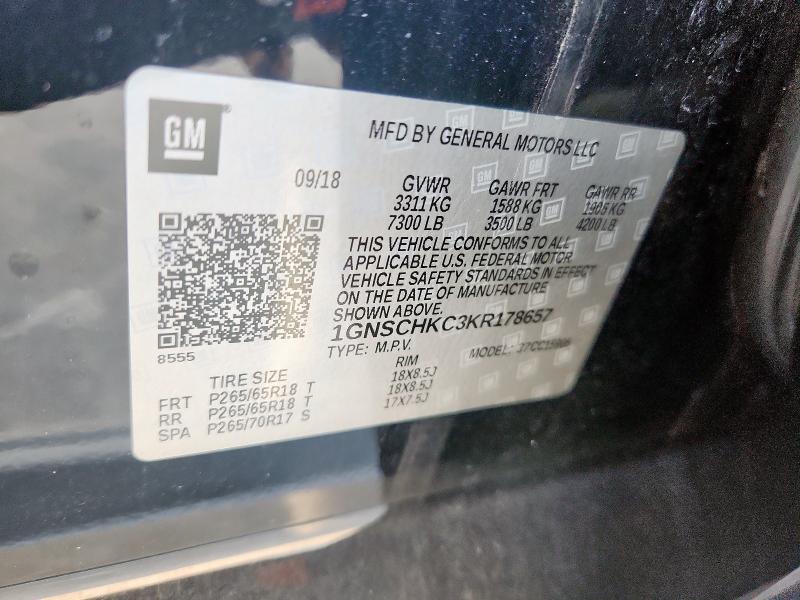 GM
MFD BY GENERAL MOTORS LLC
09/18 GVWR GAWR FRT GAWR RR
3311 KG 1588 KG 1905 KG
7300 LB 3500 LB 4200 LB
THIS VEHICLE CONFORMS TO ALL
APPLICABLE U.S. FEDERAL MOTOR
VEHICLE SAFETY STANDARDS IN EFFECT
ON THE DATE OF MANUFACTURE
SHOWN ABOVE.
1GNSCHKC3KR178657
8555
TYPE: M.P.V. MODEL:
TIRE SIZE RIM
FRT P265/65R18 T 18X8.5J
RR P265/65R18 T 18X8.5J
SPA P265/70R17 S 17X7.5J